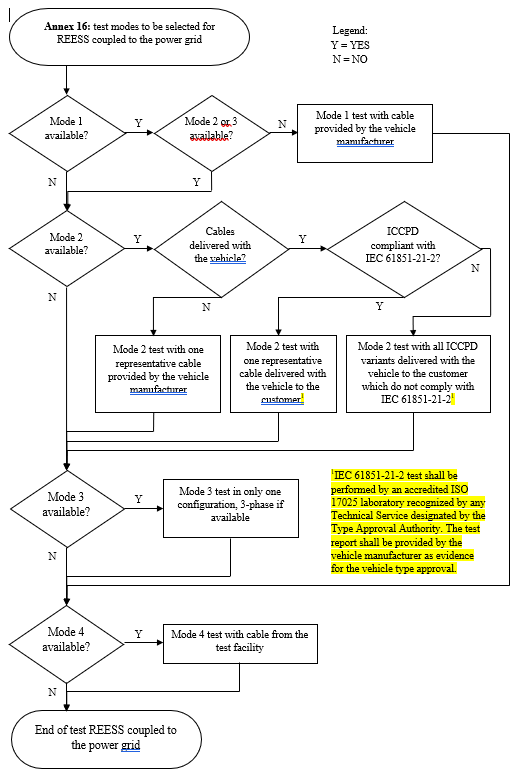 Annex 16: test modes to be selected for
REESS coupled to the power grid
Legend:
Y = YES
N = NO
Mode 1
available?
Y
Mode 2 or 3
available?
N
Mode 1 test with cable
provided by the vehicle
manufacturer
N
Y
Mode 2
available?
Y
Cables
delivered with
the vehicle?
Y
ICCPD
compliant with
IEC 61851-21-2?
N
N
N
Y
Mode 2 test with one
representative cable
provided by the vehicle
manufacturer
Mode 2 test with
one representative
cable delivered with
the vehicle to the
customer¹
Mode 2 test with all ICCPD
variants delivered with the
vehicle to the customer
which do not comply with
IEC 61851-21-2¹
Mode 3
available?
Y
Mode 3 test in only one
configuration, 3-phase if
available
N
¹IEC 61851-21-2 test shall be
performed by an accredited ISO
17025 laboratory recognized by any
Technical Service designated by the
Type Approval Authority. The test
report shall be provided by the
vehicle manufacturer as evidence
for the vehicle type approval.
Mode 4
available?
Y
Mode 4 test with cable from the
test facility
N
End of test REESS coupled to
the power grid